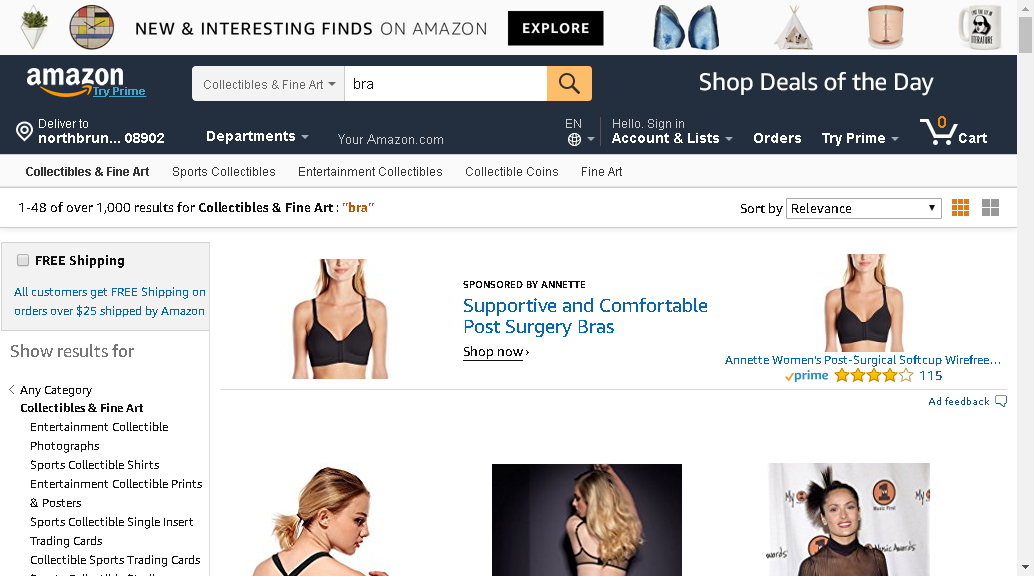 NEW & INTERESTING FINDS ON AMAZON EXPLORE
amazon
Try Prime
Collectibles & Fine Art
bra
Shop Deals of the Day
Deliver to
northbrun... 08902
Departments
Your Amazon.com
EN
Hello. Sign in
Account & Lists
Orders
Try Prime
0
Cart
Collectibles & Fine Art Sports Collectibles Entertainment Collectibles Collectible Coins Fine Art
1-48 of over 1,000 results for Collectibles & Fine Art : "bra"
Sort by Relevance
FREE Shipping
All customers get FREE Shipping on
orders over $25 shipped by Amazon
Show results for
Any Category
Collectibles & Fine Art
Entertainment Collectible
Photographs
Sports Collectible Shirts
Entertainment Collectible Prints
& Posters
Sports Collectible Single Insert
Trading Cards
Collectible Sports Trading Cards
SPONSORED BY ANNETTE
Supportive and Comfortable
Post Surgery Bras
Shop now ›
Annette Women's Post-Surgical Softcup Wirefree...
prime 115
Ad feedback